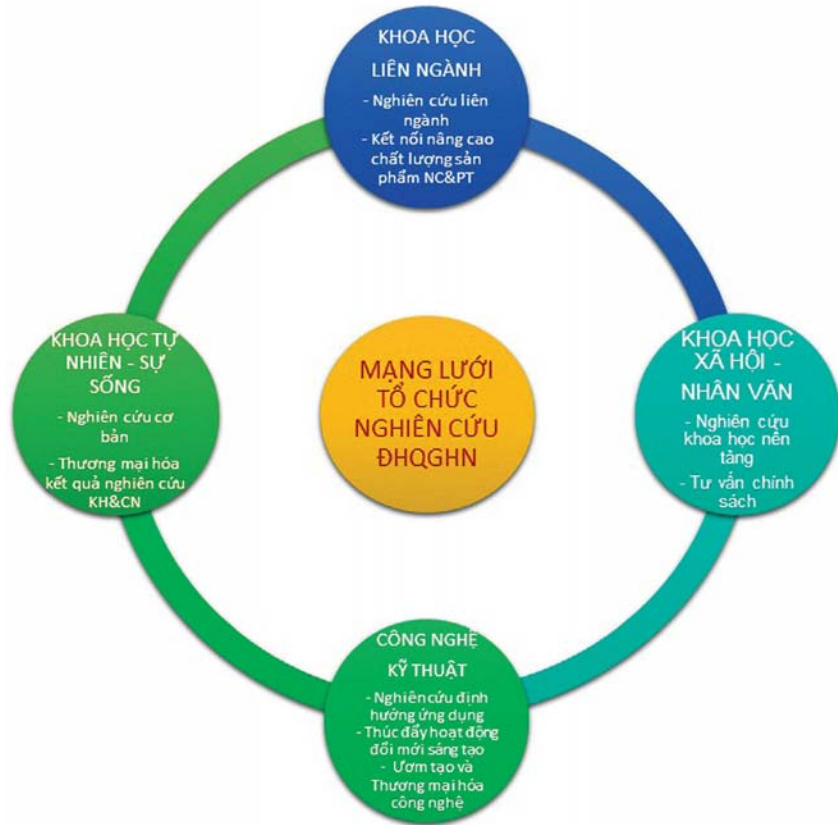 KHOA HỌC
LIÊN NGÀNH
- Nghiên cứu liên
ngành
- Kết nối nâng cao
chất lượng sản
phẩm NC&PT
KHOA HỌC TỰ
NHIÊN - SỰ
SỐNG
- Nghiên cứu cơ
bản
- Thương mại hóa
kết quả nghiên cứu
KH&CN
MẠNG LƯỚI
TỔ CHỨC
NGHIÊN CỨU
ĐHQGHN
KHOA HỌC
XÃ HỘI -
NHÂN VĂN
- Nghiên cứu
khoa học nền
tảng
- Tư vấn chính
sách
CÔNG NGHỆ
KỸ THUẬT
- Nghiên cứu định
hướng ứng dụng
- Thúc đẩy hoạt động
đổi mới sáng tạo
- Ươm tạo và
Thương mại hóa
công nghệ